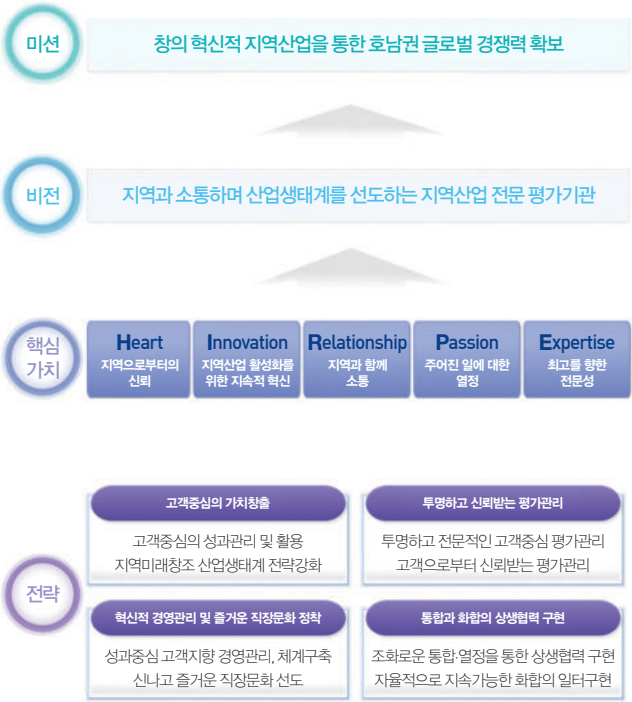 미션
창의 혁신적 지역산업을 통한 호남권 글로벌 경쟁력 확보
비전
지역과 소통하며 산업생태계를 선도하는 지역산업 전문 평가기관
핵심
가치
Heart
지역으로부터의
신뢰
Innovation
지역산업 활성화를
위한 지속적 혁신
Relationship
지역과 함께
소통
Passion
주어진 일에 대한
열정
Expertise
최고를 향한
전문성
전략
고객중심의 가치창출
고객중심의 성과관리 및 활용
지역미래창조 산업생태계 전략강화
투명하고 신뢰받는 평가관리
투명하고 전문적인 고객중심 평가관리
고객으로부터 신뢰받는 평가관리
혁신적 경영관리 및 즐거운 직장문화 정착
성과중심 고객지향 경영관리, 체계구축
신나고 즐거운 직장문화 선도
통합과 화합의 상생협력 구현
조화로운 통합·열정을 통한 상생협력 구현
자율적으로 지속가능한 화합의 일터구현